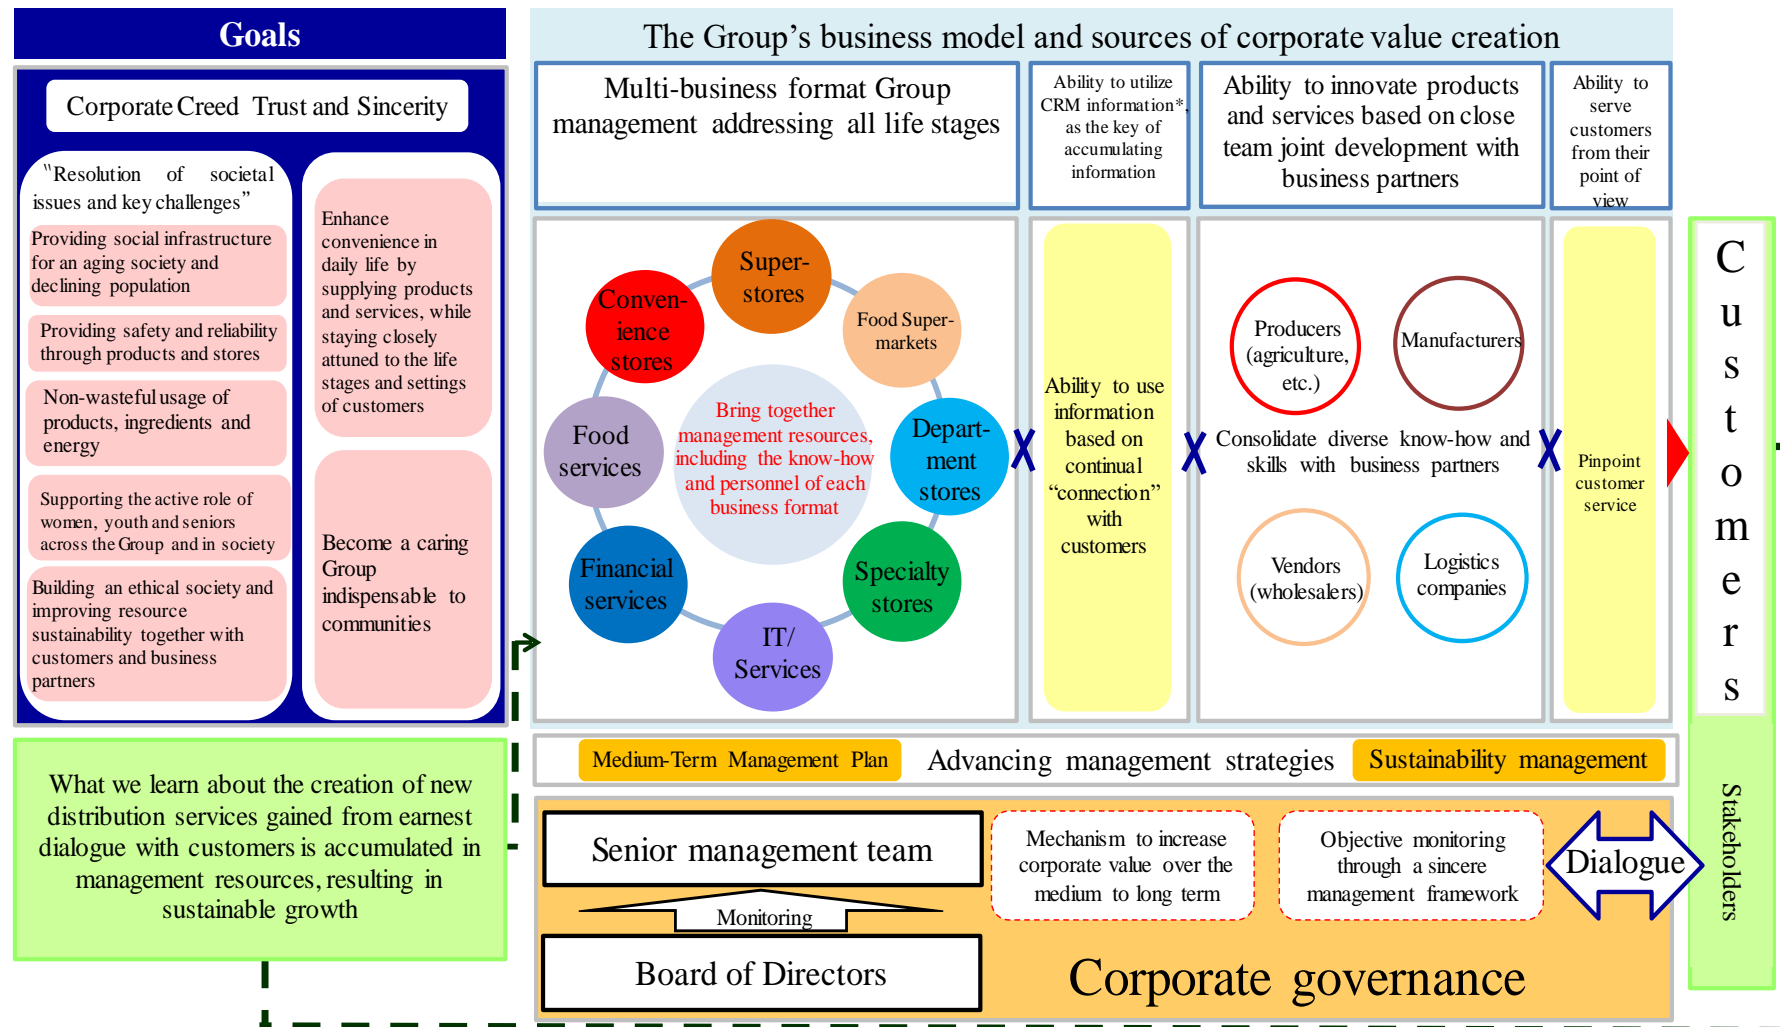 Goals
Corporate Creed Trust and Sincerity
"Resolution of societal
issues and key challenges"
Providing social infrastructure
for an aging society and
declining population
Providing safety and reliability
through products and stores
Non-wasteful usage of
products, ingredients and
energy
Supporting the active role of
women, youth and seniors
across the Group and in society
Building an ethical society and
improving resource
sustainability together with
customers and business
partners
Enhance
convenience in
daily life by
supplying products
and services, while
staying closely
attuned to the life
stages and settings
of customers
Become a caring
Group
indispensable to
communities
What we learn about the creation of new
distribution services gained from earnest
dialogue with customers is accumulated in
management resources, resulting in
sustainable growth
The Group's business model and sources of corporate value creation
Multi-business format Group
management addressing all life stages
Super-
stores
Food Super-
markets
Depart-
ment
stores
Specialty
stores
IT/
Services
Financial
services
Food
services
Conven-
ience
stores
Bring together
management resources,
including the know-how
and personnel of each
business format
X
Ability to utilize
CRM information*,
as the key of
accumulating
information
Ability to use
information
based on
continual
"connection"
with
customers
X
Ability to innovate products
and services based on close
team joint development with
business partners
Producers
(agriculture,
etc.)
Manufacturers
Consolidate diverse know-how and
skills with business partners
Vendors
(wholesalers)
Logistics
companies
X
Ability to
serve
customers
from their
point of
view
Pinpoint
customer
service
Customers
Stakeholders
Medium-Term Management Plan
Advancing management strategies
Sustainability management
Senior management team
Monitoring
Board of Directors
Mechanism to increase
corporate value over the
medium to long term
Objective monitoring
through a sincere
management framework
Dialogue
Corporate governance